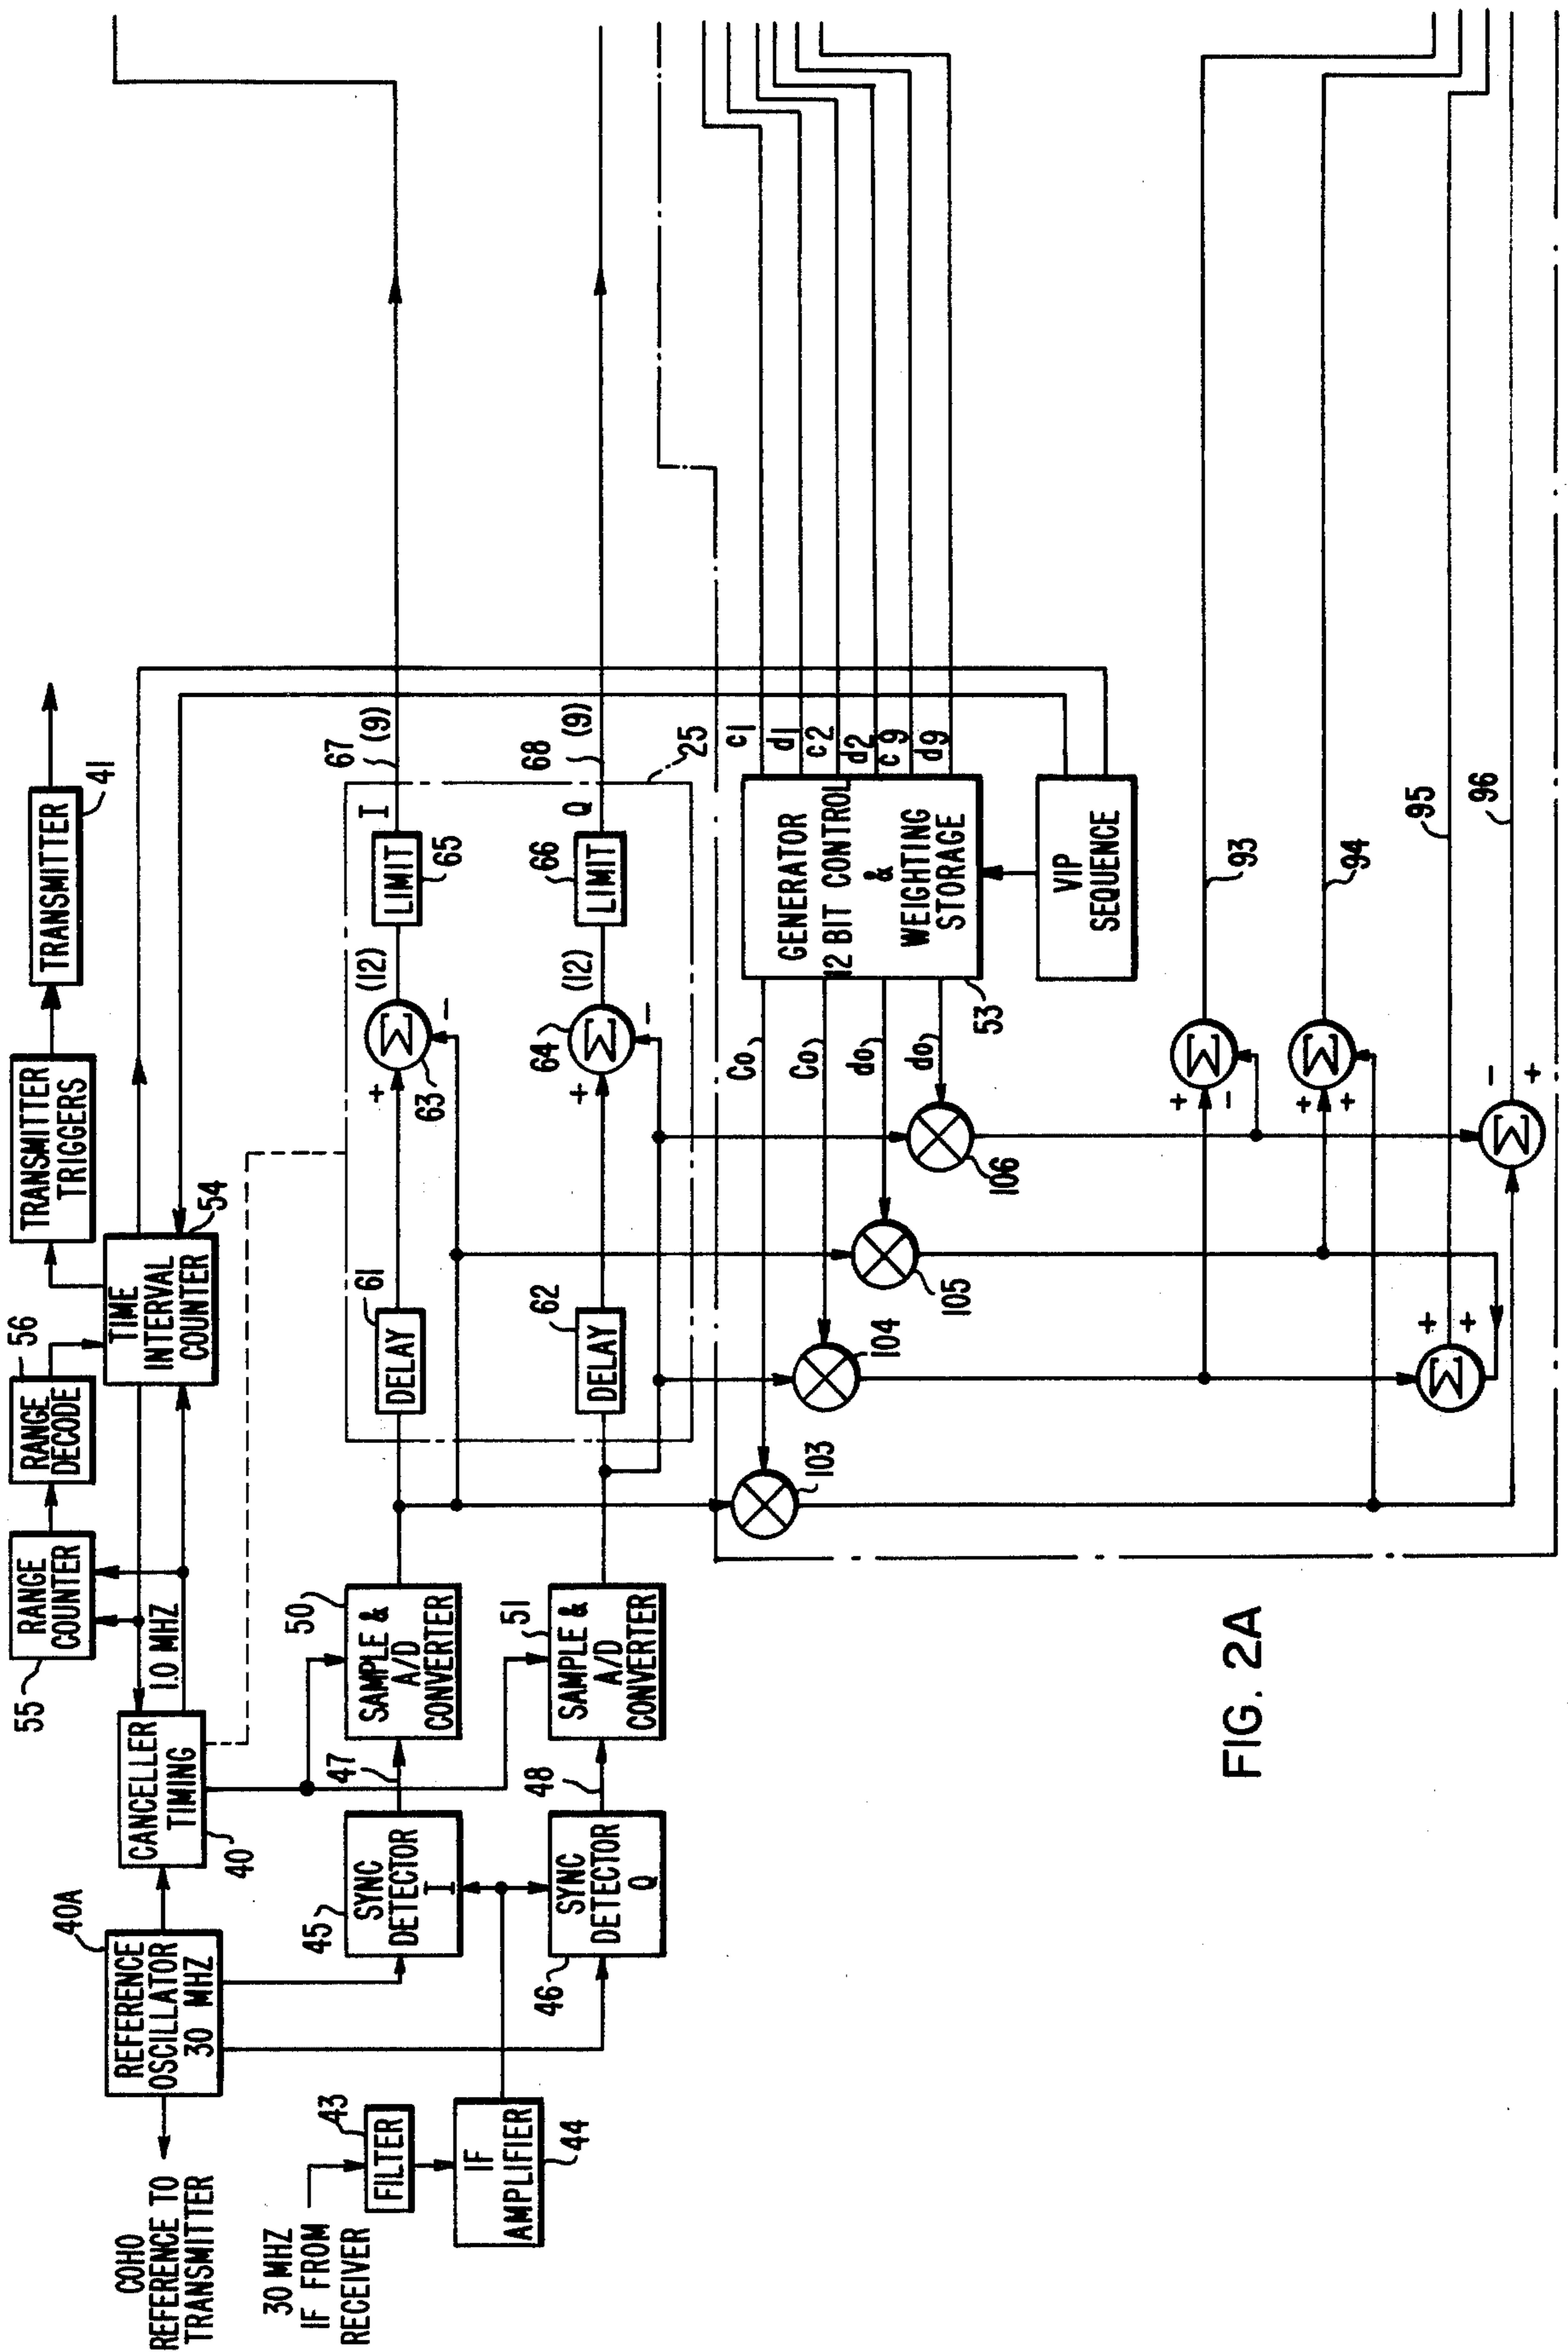 COHO
REFERENCE TO
TRANSMITTER
REFERENCE
OSCILLATOR
30 MHZ
40A
CANCELLER
TIMING
40
1.0 MHZ
RANGE
COUNTER
55
RANGE
DECODE
56
TIME
INTERVAL
COUNTER
54
TRANSMITTER
TRIGGERS
TRANSMITTER
41
30 MHZ
IF FROM
RECEIVER
FILTER
43
IF
AMPLIFIER
44
SYNC
DETECTOR
I
45
47
SAMPLE &
A/D
CONVERTER
50
SYNC
DETECTOR
Q
46
48
SAMPLE &
A/D
CONVERTER
51
DELAY
61
+
Σ
-
63
(12)
LIMIT
65
I
67
(9)
DELAY
62
+
Σ
-
64
(12)
LIMIT
66
Q
68
(9)
25
GENERATOR
12 BIT CONTROL
&
WEIGHTING
STORAGE
53
Co
Co
do
do
c1
d1
c2
d2
c9
d9
VIP
SEQUENCE
103
104
105
106
+
Σ
-
93
+
Σ
+
94
+
Σ
+
95
-
Σ
+
96
FIG. 2A